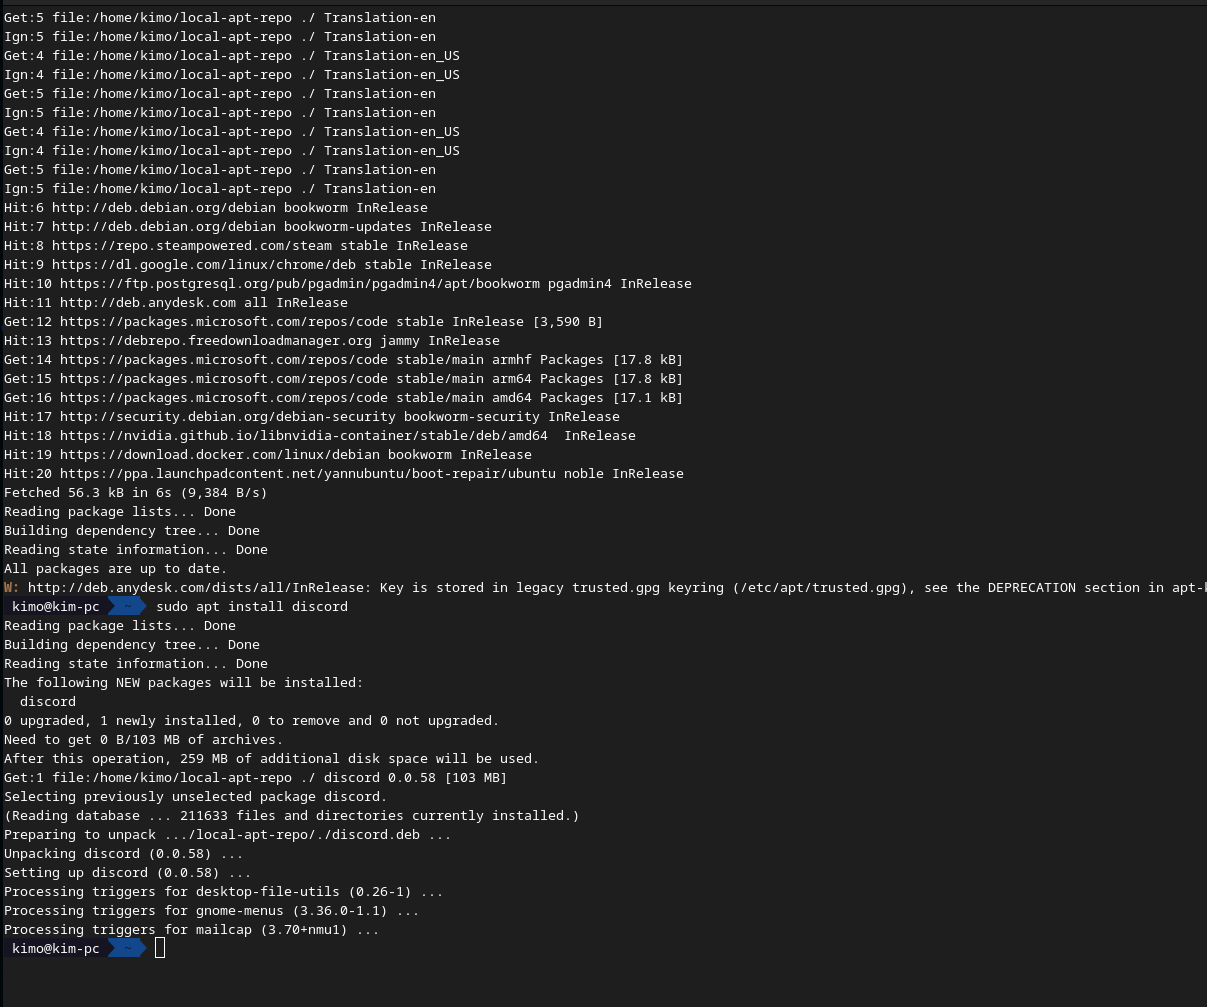 Get:5 file:/home/kimo/local-apt-repo ./ Translation-en
Ign:5 file:/home/kimo/local-apt-repo ./ Translation-en
Get:4 file:/home/kimo/local-apt-repo ./ Translation-en_US
Ign:4 file:/home/kimo/local-apt-repo ./ Translation-en_US
Get:5 file:/home/kimo/local-apt-repo ./ Translation-en
Ign:5 file:/home/kimo/local-apt-repo ./ Translation-en
Get:4 file:/home/kimo/local-apt-repo ./ Translation-en_US
Ign:4 file:/home/kimo/local-apt-repo ./ Translation-en_US
Get:5 file:/home/kimo/local-apt-repo ./ Translation-en
Ign:5 file:/home/kimo/local-apt-repo ./ Translation-en
Hit:6 http://deb.debian.org/debian bookworm InRelease
Hit:7 http://deb.debian.org/debian bookworm-updates InRelease
Hit:8 https://repo.steampowered.com/steam stable InRelease
Hit:9 https://dl.google.com/linux/chrome/deb stable InRelease
Hit:10 https://ftp.postgresql.org/pub/pgadmin/pgadmin4/apt/bookworm pgadmin4 InRelease
Hit:11 http://deb.anydesk.com all InRelease
Get:12 https://packages.microsoft.com/repos/code stable InRelease [3,590 B]
Hit:13 https://debrepo.freedownloadmanager.org jammy InRelease
Get:14 https://packages.microsoft.com/repos/code stable/main armhf Packages [17.8 kB]
Get:15 https://packages.microsoft.com/repos/code stable/main arm64 Packages [17.8 kB]
Get:16 https://packages.microsoft.com/repos/code stable/main amd64 Packages [17.1 kB]
Hit:17 http://security.debian.org/debian-security bookworm-security InRelease
Hit:18 https://nvidia.github.io/libnvidia-container/stable/deb/amd64  InRelease
Hit:19 https://download.docker.com/linux/debian bookworm InRelease
Hit:20 https://ppa.launchpadcontent.net/yannubuntu/boot-repair/ubuntu noble InRelease
Fetched 56.3 kB in 6s (9,384 B/s)
Reading package lists... Done
Building dependency tree... Done
Reading state information... Done
All packages are up to date.
W: http://deb.anydesk.com/dists/all/InRelease: Key is stored in legacy trusted.gpg keyring (/etc/apt/trusted.gpg), see the DEPRECATION section in apt-
kimo@kim-pc ~ sudo apt install discord
Reading package lists... Done
Building dependency tree... Done
Reading state information... Done
The following NEW packages will be installed:
  discord
0 upgraded, 1 newly installed, 0 to remove and 0 not upgraded.
Need to get 0 B/103 MB of archives.
After this operation, 259 MB of additional disk space will be used.
Get:1 file:/home/kimo/local-apt-repo ./ discord 0.0.58 [103 MB]
Selecting previously unselected package discord.
(Reading database ... 211633 files and directories currently installed.)
Preparing to unpack .../local-apt-repo/./discord.deb ...
Unpacking discord (0.0.58) ...
Setting up discord (0.0.58) ...
Processing triggers for desktop-file-utils (0.26-1) ...
Processing triggers for gnome-menus (3.36.0-1.1) ...
Processing triggers for mailcap (3.70+nmu1) ...
kimo@kim-pc ~